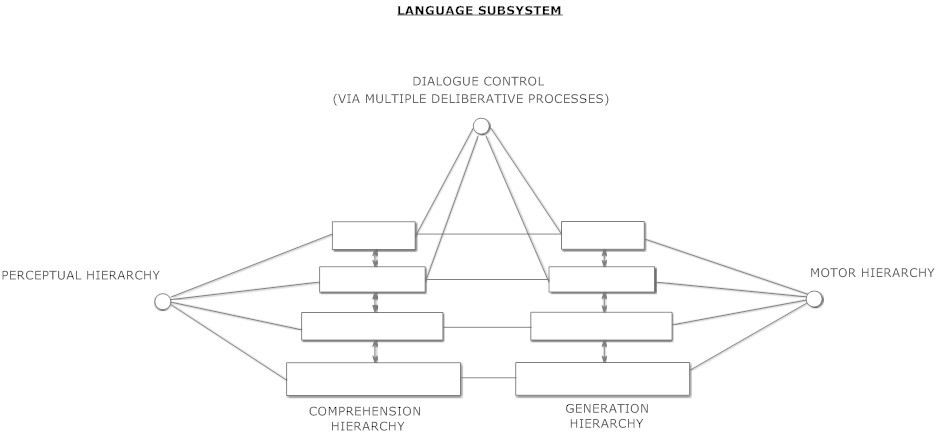 LANGUAGE SUBSYSTEM
DIALOGUE CONTROL
(VIA MULTIPLE DELIBERATIVE PROCESSES)
PERCEPTUAL HIERARCHY
MOTOR HIERARCHY
COMPREHENSION
HIERARCHY
GENERATION
HIERARCHY